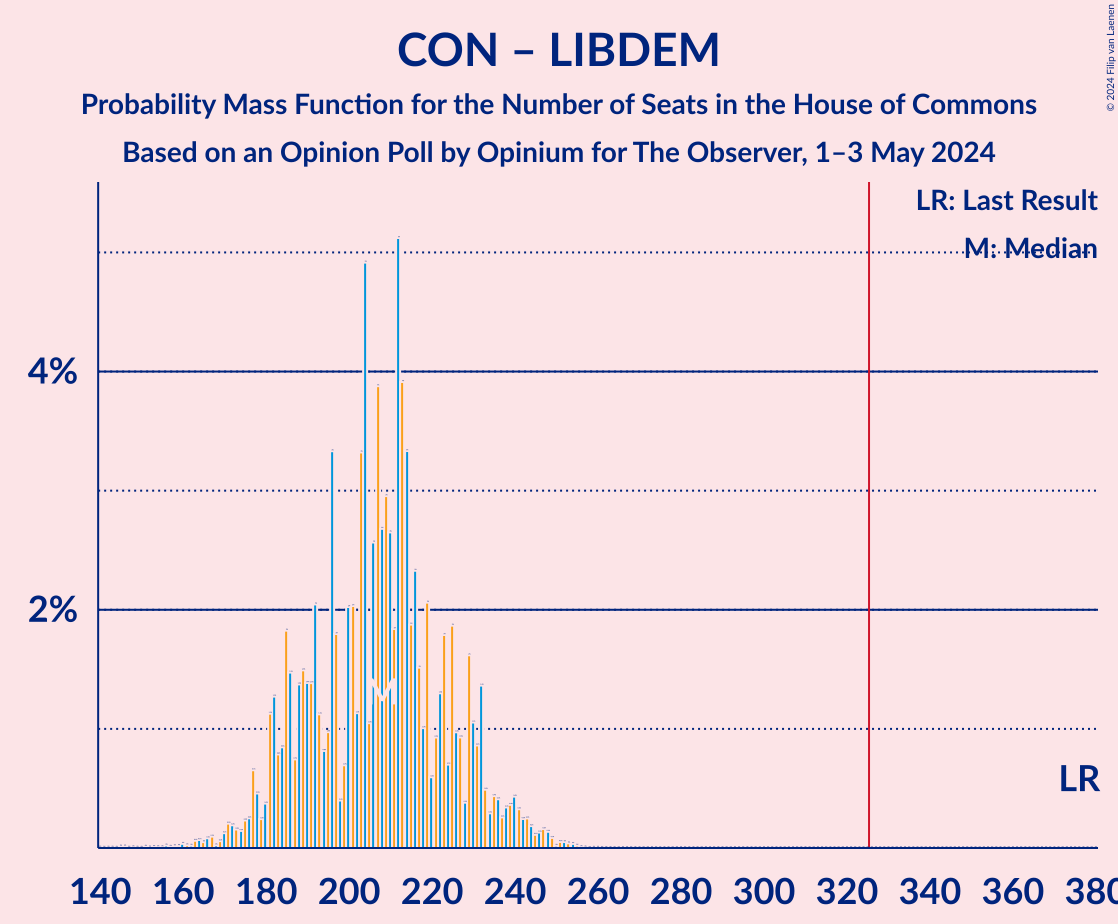 CON – LIBDEM
Probability Mass Function for the Number of Seats in the House of Commons
Based on an Opinion Poll by Opinium for The Observer, 1–3 May 2024
© 2024 Filip van Laenen
LR: Last Result
M: Median
4%
2%
M
LR
140 160 180 200 220 240 260 280 300 320 340 360 380